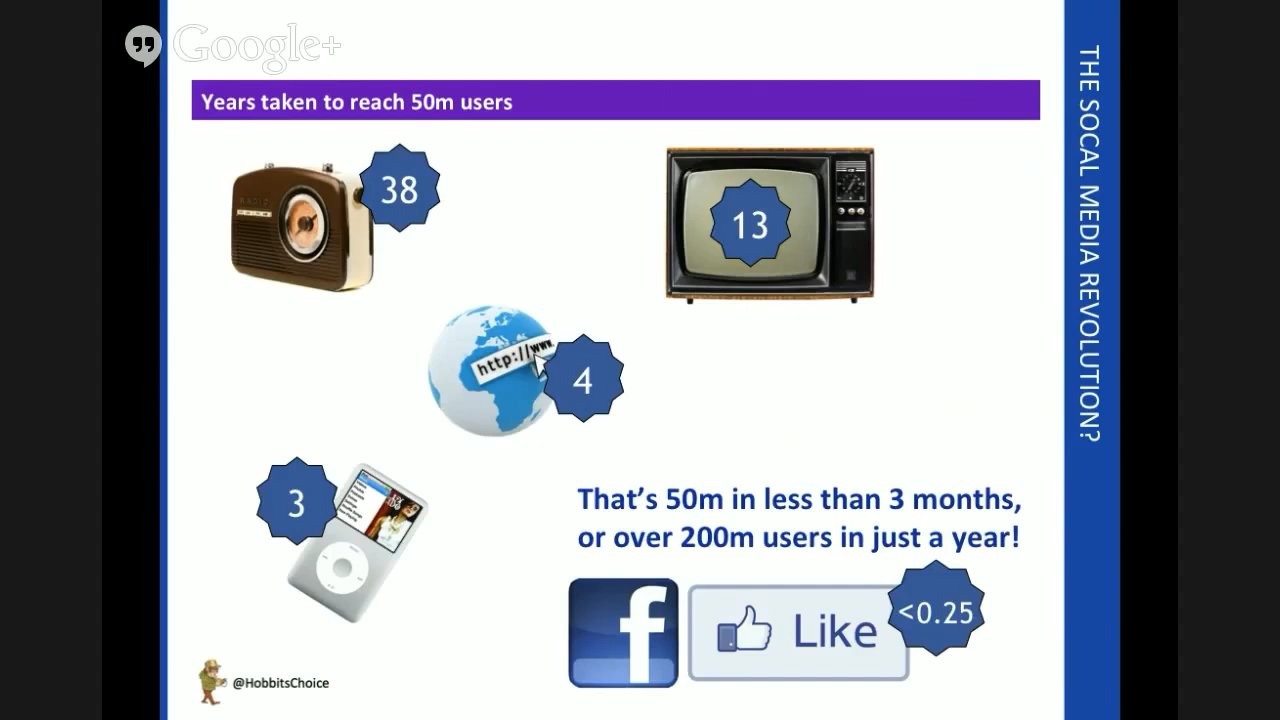 Google+
Years taken to reach 50m users
38
13
http://www.
4
3
That's 50m in less than 3 months,
or over 200m users in just a year!
f
Like
<0.25
@HobbitsChoice
THE SOCAL MEDIA REVOLUTION?